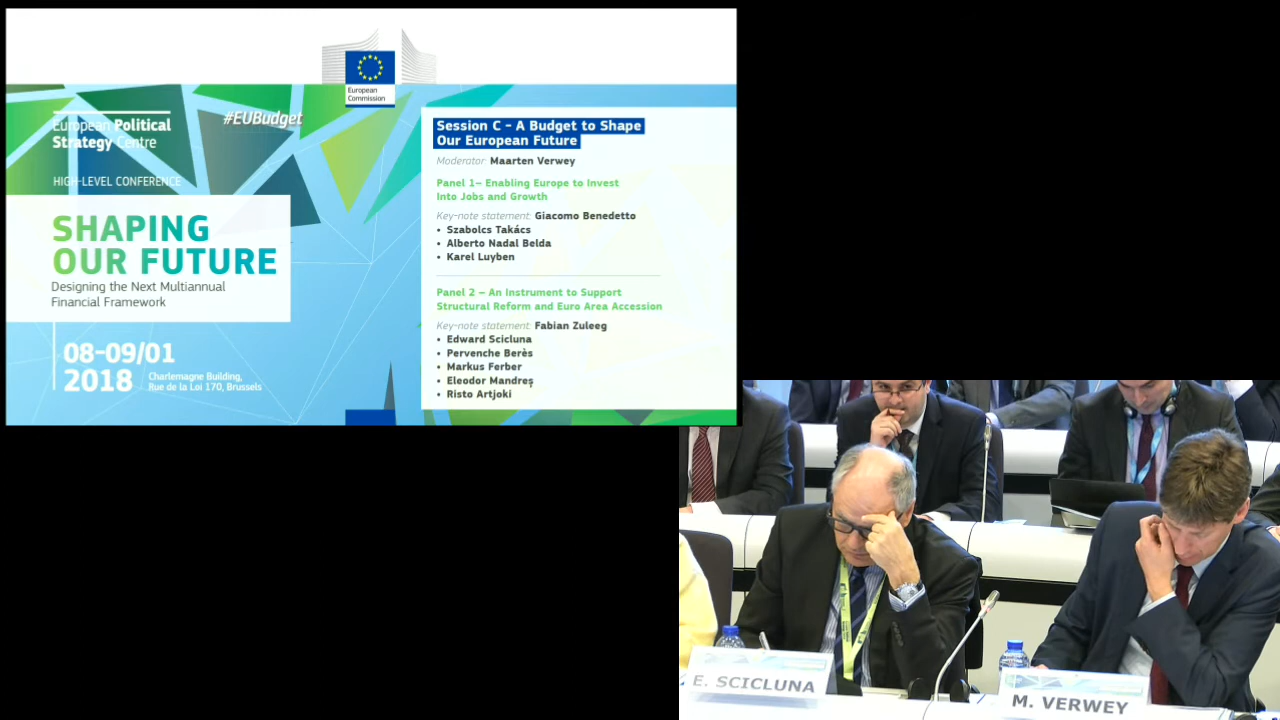 European
Commission
European Political
Strategy Centre
#EUBudget
HIGH-LEVEL CONFERENCE
SHAPING
OUR FUTURE
Designing the Next Multiannual
Financial Framework
08-09/01
2018
Charlemagne Building,
Rue de la Loi 170, Brussels
Session C - A Budget to Shape
Our European Future
Moderator: Maarten Verwey
Panel 1– Enabling Europe to Invest
Into Jobs and Growth
Key-note statement: Giacomo Benedetto
• Szabolcs Takács
• Alberto Nadal Belda
• Karel Luyben
Panel 2 – An Instrument to Support
Structural Reform and Euro Area Accession
Key-note statement: Fabian Zuleeg
• Edward Scicluna
• Pervenche Berès
• Markus Ferber
• Eleodor Mandreș
• Risto Artjoki
E. SCICLUNA
M. VERWEY